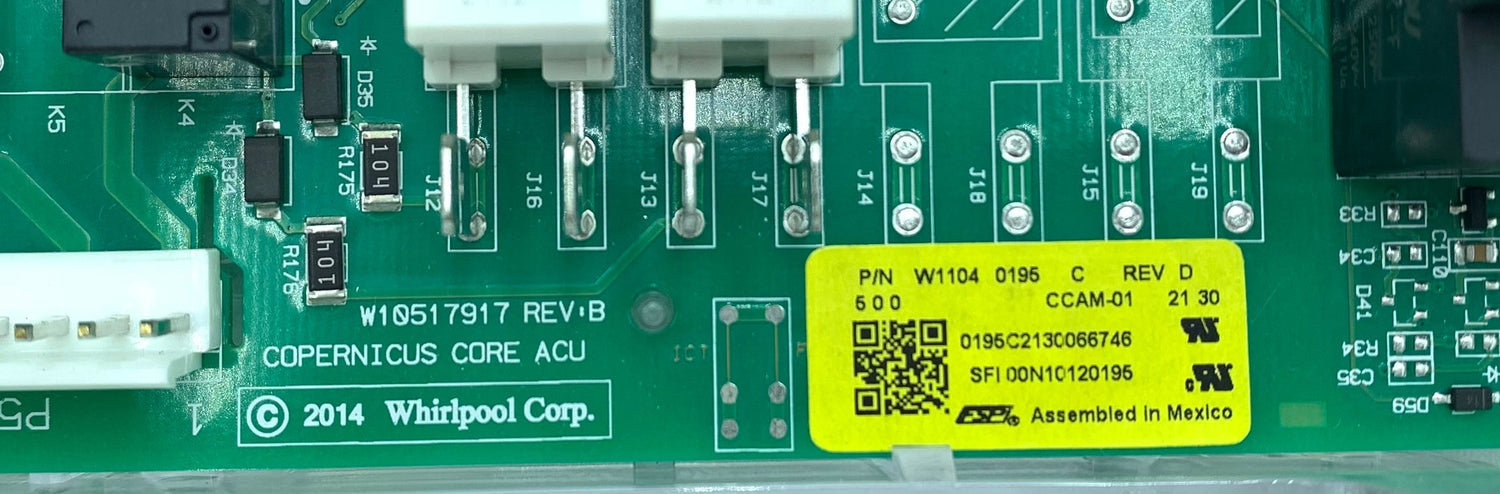 K5
K4
D35
D34
R175
104
R176
104
J12
J16
J13
J17
J14
J18
J15
J19
W10517917 REV:B
COPERNICUS CORE ACU
© 2014 Whirlpool Corp.
P5
1
ICT
P/N W1104 0195 C REV D
500 CCAM-01 21 30
0195C2130066746
SFI 00N10120195
ESP® Assembled in Mexico
R33
C34
C110
D41
R34
C35
D59